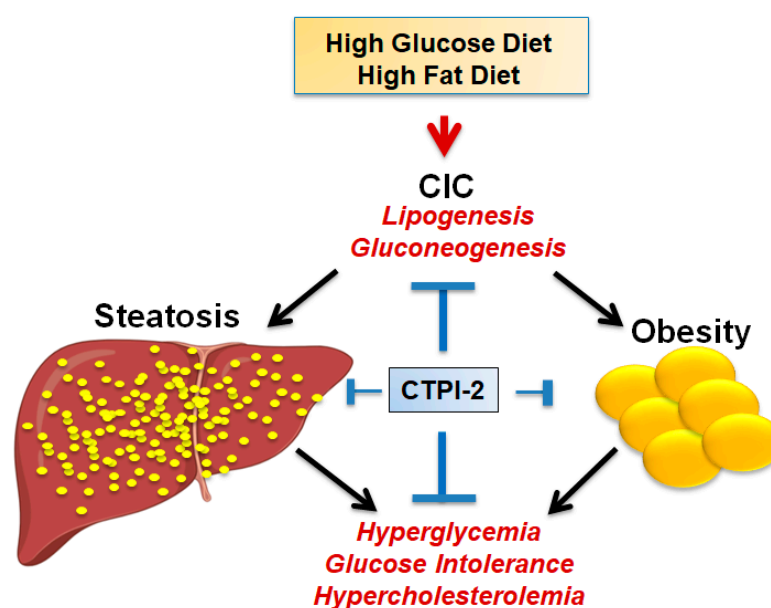 High Glucose Diet
High Fat Diet
CIC
Lipogenesis
Gluconeogenesis
Steatosis
Obesity
CTPI-2
Hyperglycemia
Glucose Intolerance
Hypercholesterolemia